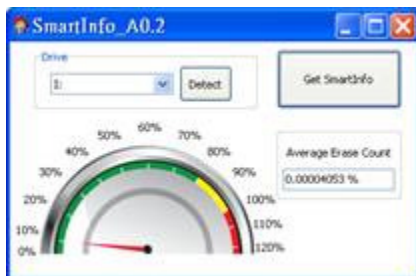 SmartInfo_A0.2
Drive
I:
Detect
Get SmartInfo
0%
10%
20%
30%
40%
50%
60%
70%
80%
90%
100%
110%
120%
Average Erase Count
0.00004053 %